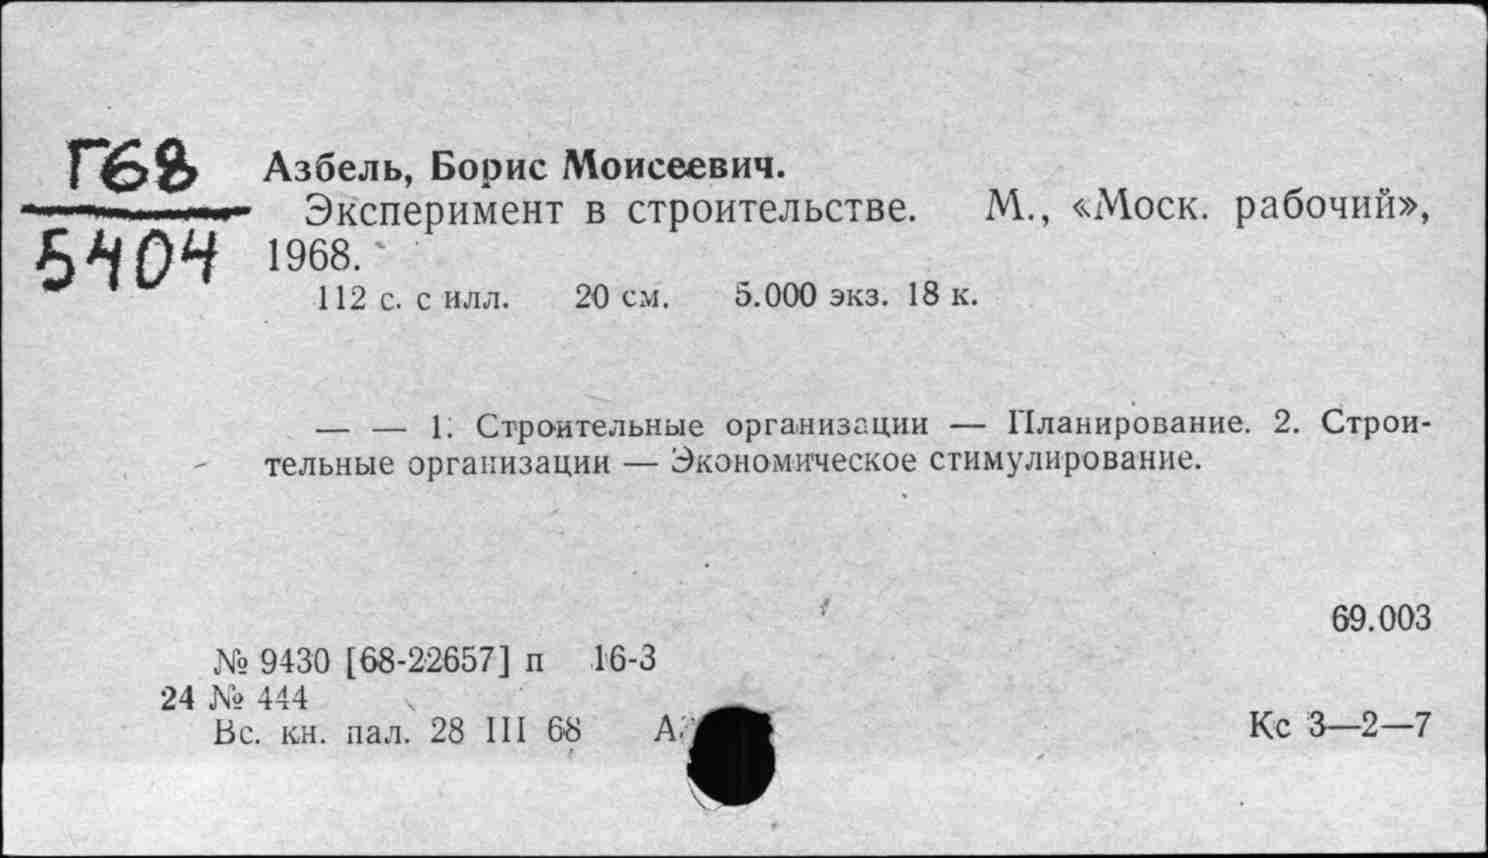 Г68
5404
Азбель, Борис Моисеевич.
Эксперимент в строительстве. М., «Моск. рабочий»,
1968.
112 с. с илл. 20 см. 5.000 экз. 18 к.
— — 1. Строительные организации — Планирование. 2. Строи-
тельные организации — Экономическое стимулирование.
69.003
№ 9430 [68-22657] п 16-3
24 № 444
Вс. кн. пал. 28 III 68
Кс 3—2—7